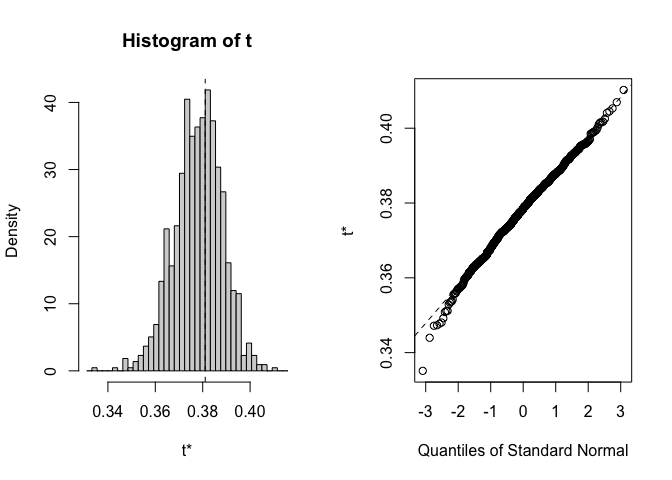 Histogram of t
Density
0
10
20
30
40
0.34 0.36 0.38 0.40
t*
t*
0.34
0.36
0.38
0.40
-3 -2 -1 0 1 2 3
Quantiles of Standard Normal